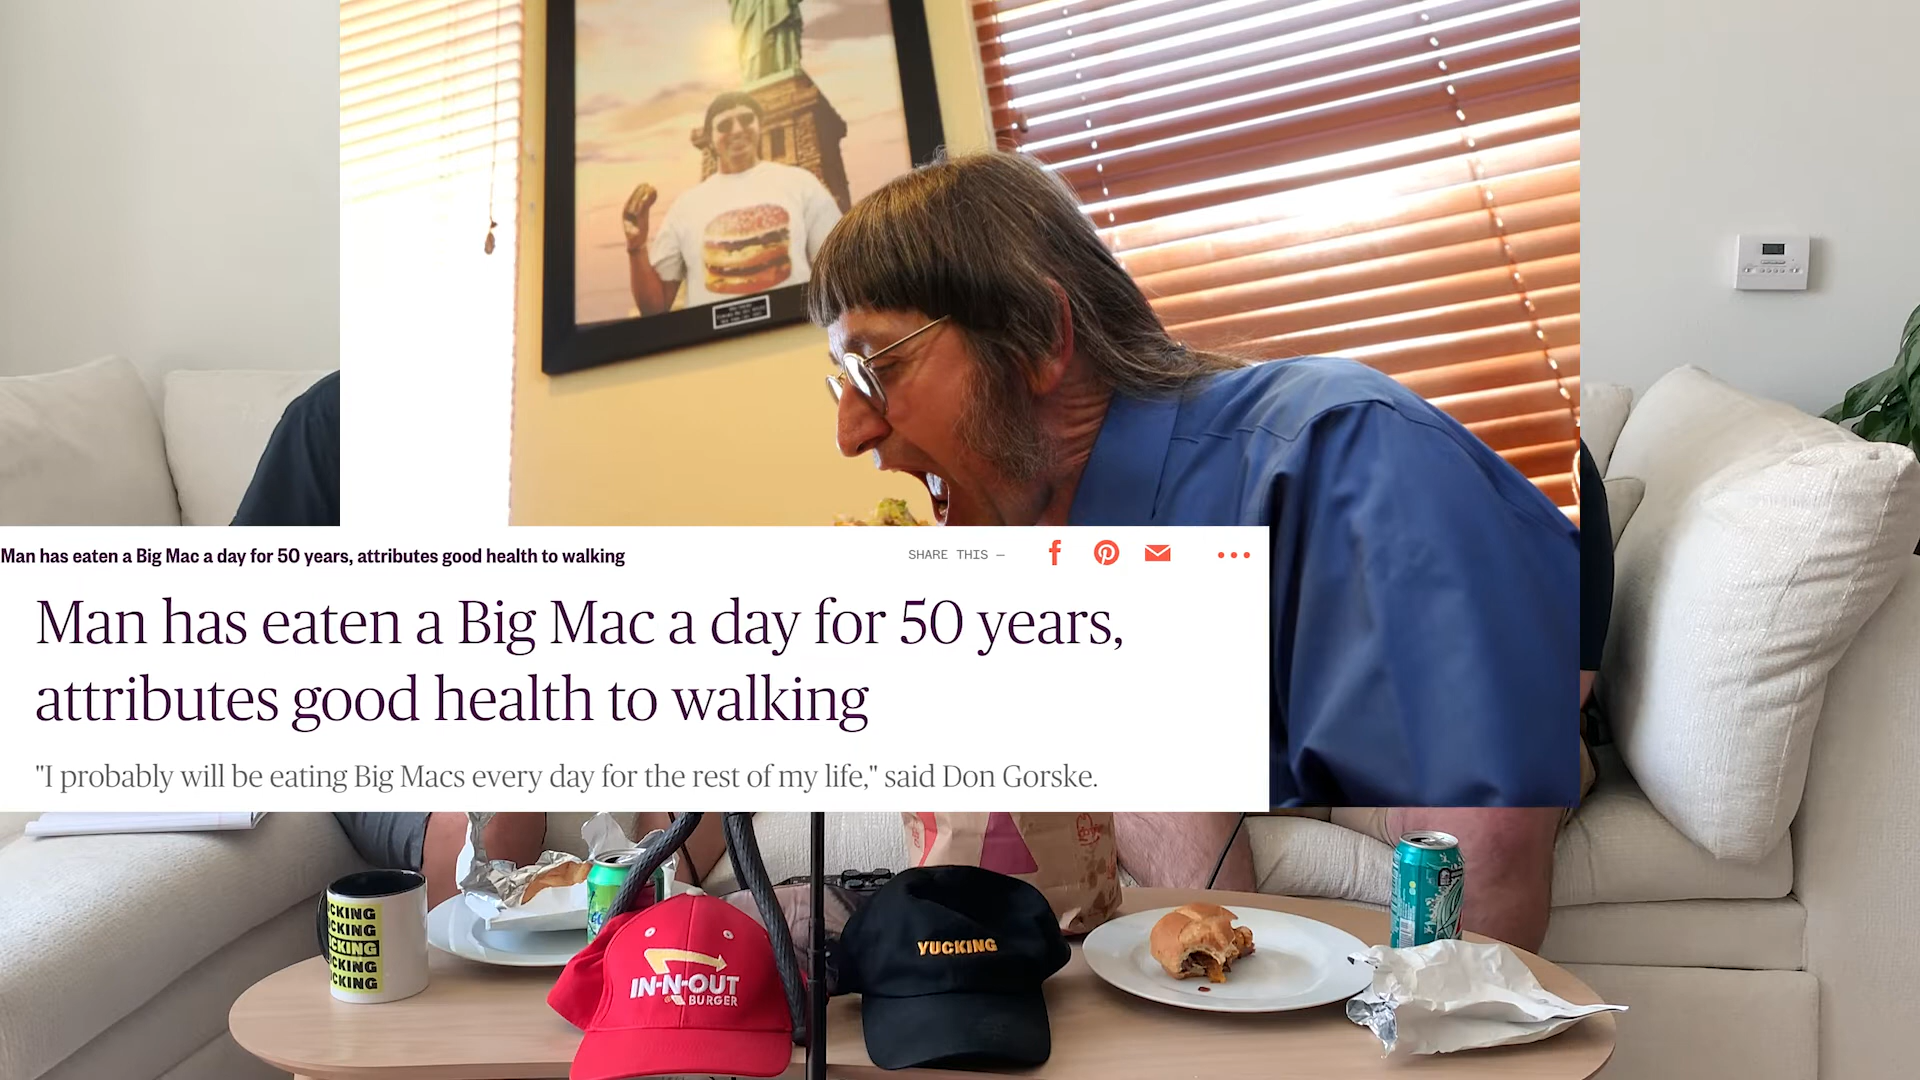 Man has eaten a Big Mac a day for 50 years, attributes good health to walking
SHARE THIS —
Man has eaten a Big Mac a day for 50 years,
attributes good health to walking
"I probably will be eating Big Macs every day for the rest of my life," said Don Gorske.
CKING
CKING
CKING
CKING
CKING
IN-N-OUT
BURGER
YUCKING